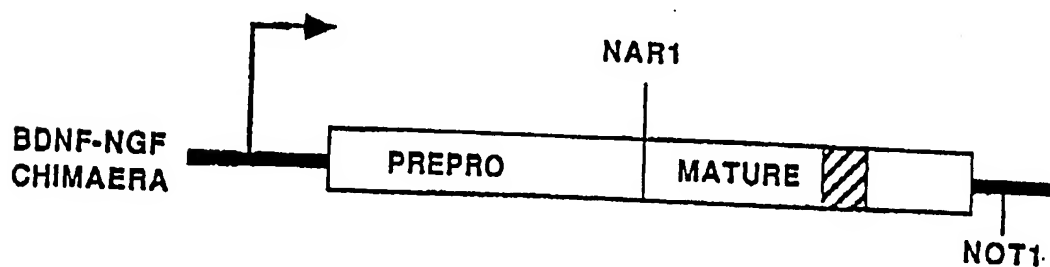 NAR1
BDNF-NGF
CHIMAERA
PREPRO
MATURE
NOT1